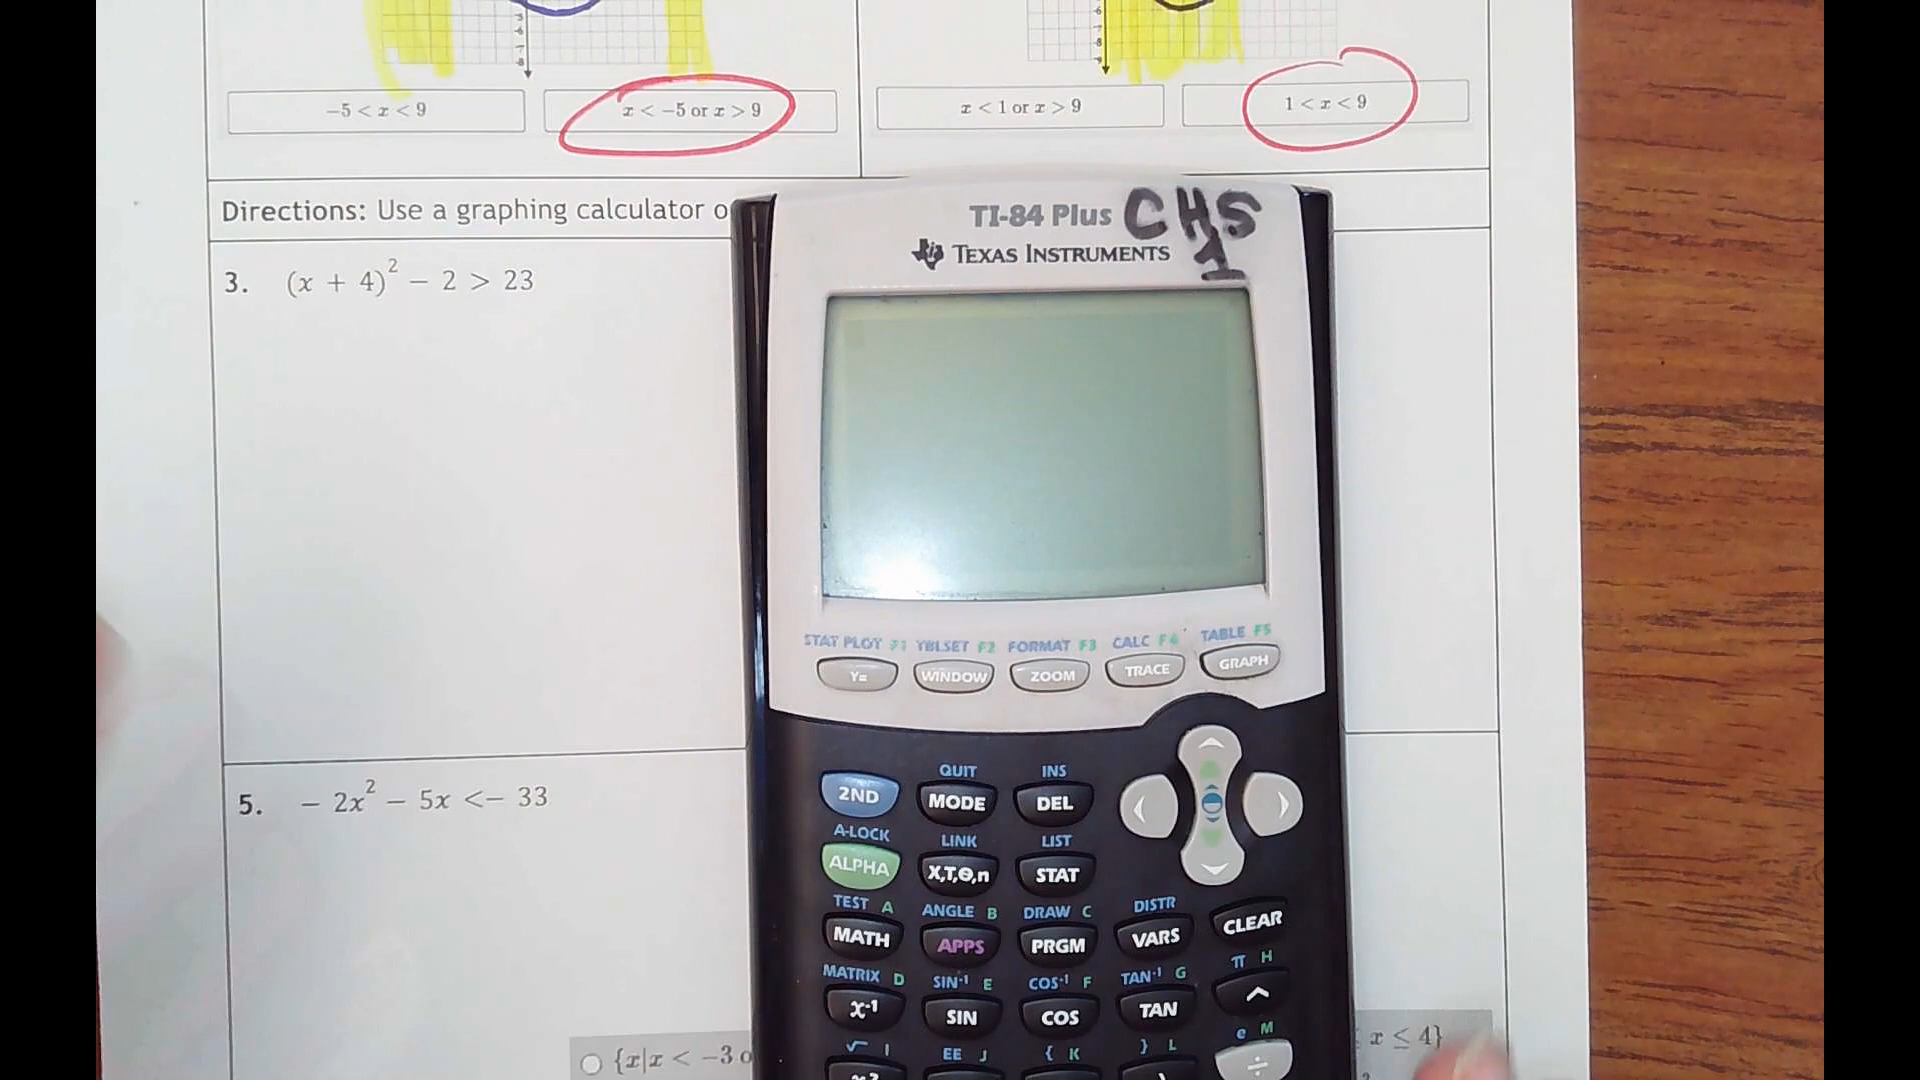 -5 < x < 9
x < -5 or x > 9
x < 1 or x > 9
1 < x < 9
Directions: Use a graphing calculator o
3. (x + 4)² - 2 > 23
TI-84 Plus CHS
1
TEXAS INSTRUMENTS
STAT PLOT F1 TBLSET F2 FORMAT F3 CALC F4 TABLE F5
Y= WINDOW ZOOM TRACE GRAPH
5. - 2x² - 5x <- 33
QUIT INS
2ND MODE DEL
A-LOCK LINK LIST
ALPHA X,T,Θ,n STAT
TEST A ANGLE B DRAW C DISTR
MATH APPS PRGM VARS CLEAR
MATRIX D SIN⁻¹ E COS⁻¹ F TAN⁻¹ G π H
x⁻¹ SIN COS TAN ^
√ I EE J { K } L e M
x² ) ÷
{x|x < -3 o
x ≤ 4}